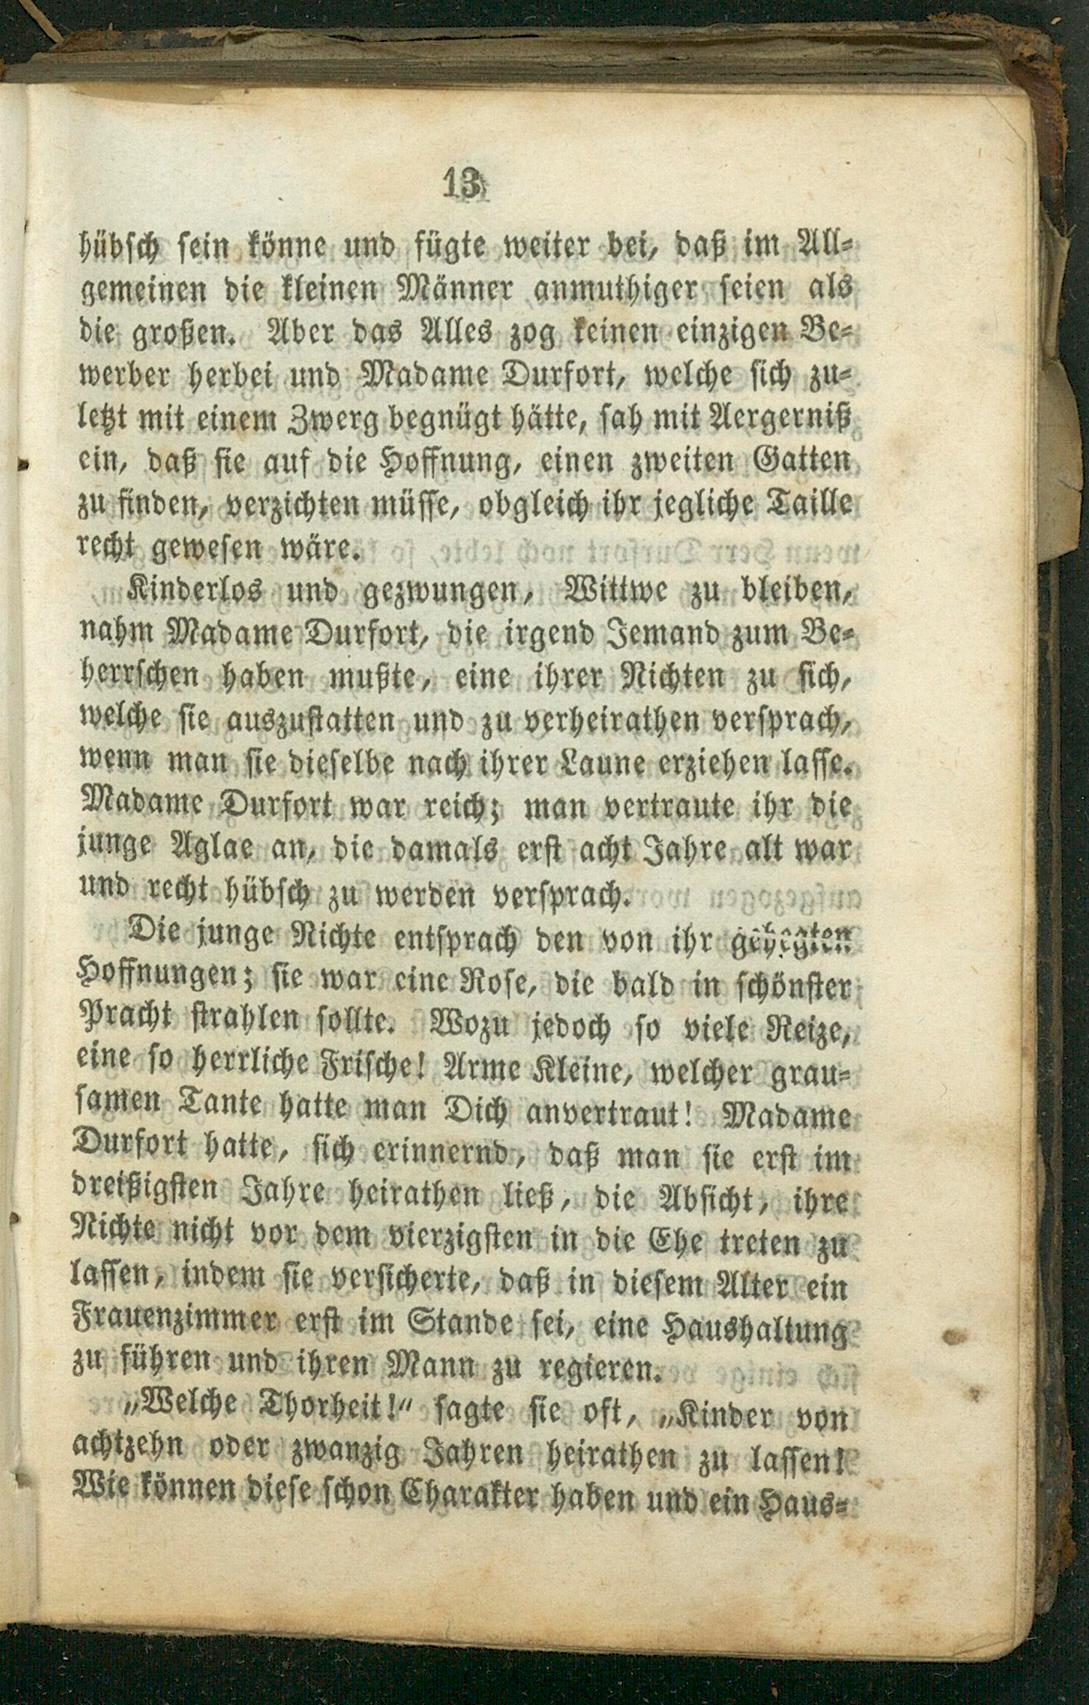 13
hübsch sein könne und fügte weiter bei, daß im All-
gemeinen die kleinen Männer anmuthiger seien als
die großen. Aber das Alles zog keinen einzigen Be-
werber herbei und Madame Durfort, welche sich zu-
letzt mit einem Zwerg begnügt hätte, sah mit Aergerniß
ein, daß sie auf die Hoffnung, einen zweiten Gatten
zu finden, verzichten müsse, obgleich ihr jegliche Taille
recht gewesen wäre.
Kinderlos und gezwungen, Wittwe zu bleiben,
nahm Madame Durfort, die irgend Jemand zum Be-
herrschen haben mußte, eine ihrer Nichten zu sich,
welche sie auszustatten und zu verheirathen versprach,
wenn man sie dieselbe nach ihrer Laune erziehen lasse.
Madame Durfort war reich; man vertraute ihr die
junge Aglae an, die damals erst acht Jahre alt war
und recht hübsch zu werden versprach.
Die junge Nichte entsprach den von ihr gehegten
Hoffnungen; sie war eine Rose, die bald in schönster
Pracht strahlen sollte. Wozu jedoch so viele Reize,
eine so herrliche Frische! Arme Kleine, welcher grau-
samen Tante hatte man Dich anvertraut! Madame
Durfort hatte, sich erinnernd, daß man sie erst im
dreißigsten Jahre heirathen ließ, die Absicht, ihre
Nichte nicht vor dem vierzigsten in die Ehe treten zu
lassen, indem sie versicherte, daß in diesem Alter ein
Frauenzimmer erst im Stande sei, eine Haushaltung
zu führen und ihren Mann zu regieren.
„Welche Thorheit!“ sagte sie oft, „Kinder von
achtzehn oder zwanzig Jahren heirathen zu lassen!
Wie können diese schon Charakter haben und ein Haus-